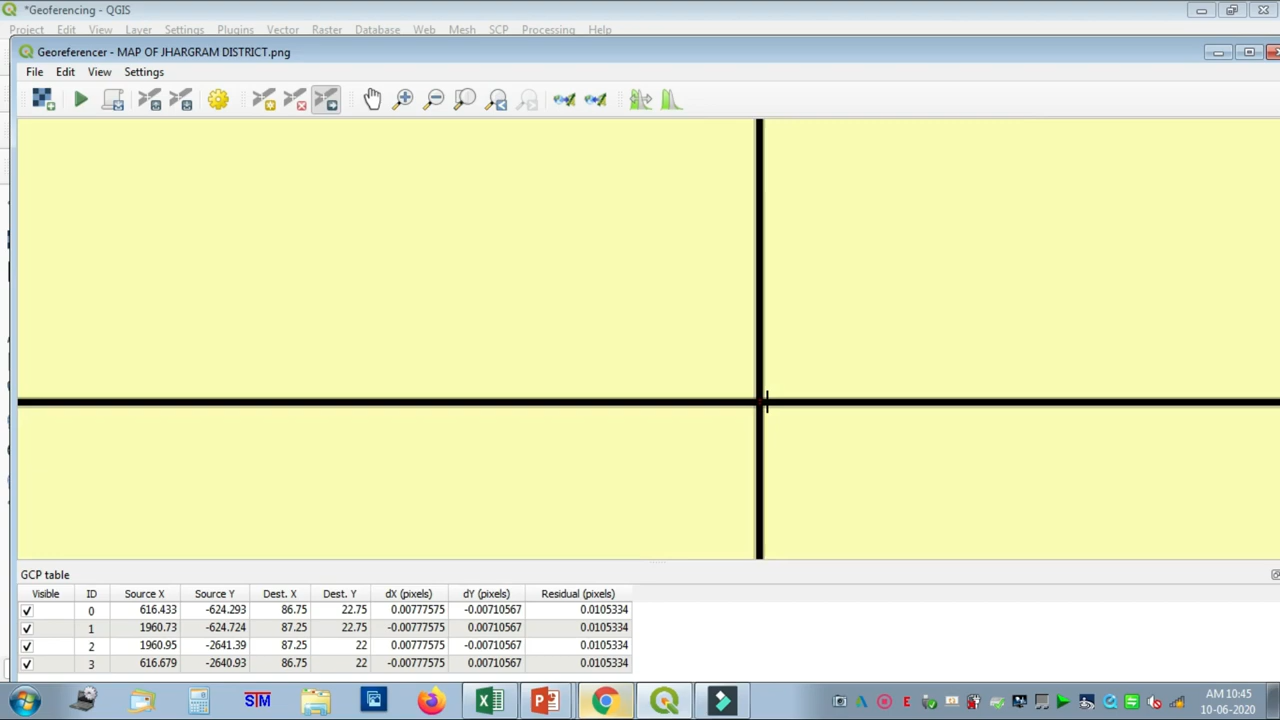 *Geoferencing - QGIS
Project Edit View Layer Settings Plugins Vector Raster Database Web Mesh SCP Processing Help
Georeferencer - MAP OF JHARGRAM DISTRICT.png
File Edit View Settings
GCP table
Visible ID Source X Source Y Dest. X Dest. Y dX (pixels) dY (pixels) Residual (pixels)
0 616.433 -624.293 86.75 22.75 0.00777575 -0.00710567 0.0105334
1 1960.73 -624.724 87.25 22.75 -0.00777575 0.00710567 0.0105334
2 1960.95 -2641.39 87.25 22 0.00777575 -0.00710567 0.0105334
3 616.679 -2640.93 86.75 22 -0.00777575 0.00710567 0.0105334
STM
AM 10:45
10-06-2020